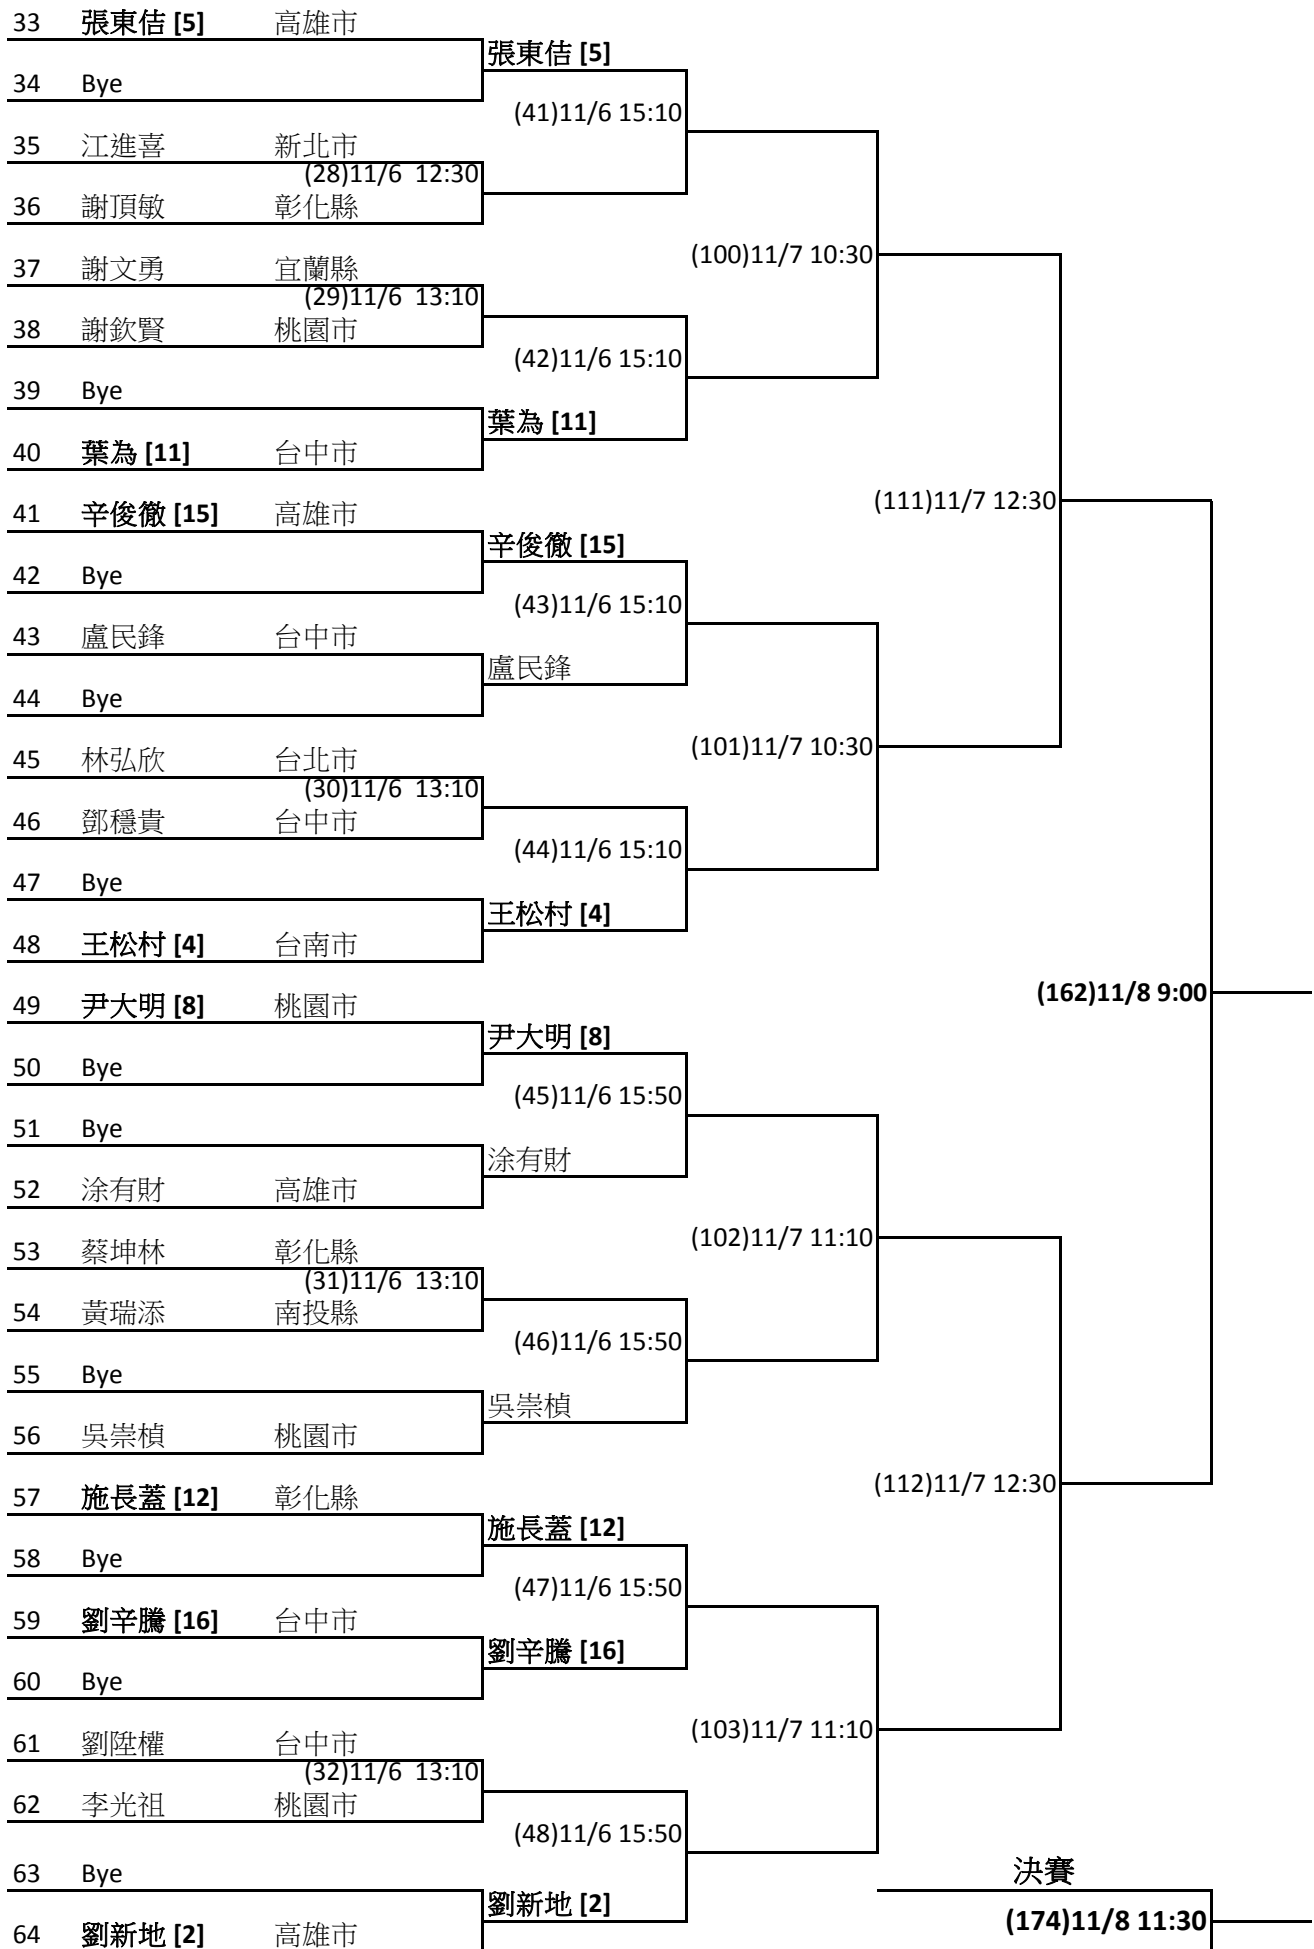 33 張東佶 [5] 高雄市
張東佶 [5]
34 Bye
(41)11/6 15:10
35 江進喜 新北市
(28)11/6 12:30
36 謝頂敏 彰化縣
(100)11/7 10:30
37 謝文勇 宜蘭縣
(29)11/6 13:10
38 謝欽賢 桃園市
(42)11/6 15:10
39 Bye
葉為 [11]
40 葉為 [11] 台中市
(111)11/7 12:30
41 辛俊徹 [15] 高雄市
辛俊徹 [15]
42 Bye
(43)11/6 15:10
43 盧民鋒 台中市
盧民鋒
44 Bye
(101)11/7 10:30
45 林弘欣 台北市
(30)11/6 13:10
46 鄧穩貴 台中市
(44)11/6 15:10
47 Bye
王松村 [4]
48 王松村 [4] 台南市
(162)11/8 9:00
49 尹大明 [8] 桃園市
尹大明 [8]
50 Bye
(45)11/6 15:50
51 Bye
涂有財
52 涂有財 高雄市
(102)11/7 11:10
53 蔡坤林 彰化縣
(31)11/6 13:10
54 黃瑞添 南投縣
(46)11/6 15:50
55 Bye
吳崇楨
56 吳崇楨 桃園市
(112)11/7 12:30
57 施長蓋 [12] 彰化縣
施長蓋 [12]
58 Bye
(47)11/6 15:50
59 劉辛騰 [16] 台中市
劉辛騰 [16]
60 Bye
(103)11/7 11:10
61 劉陞權 台中市
(32)11/6 13:10
62 李光祖 桃園市
(48)11/6 15:50
63 Bye 決賽
劉新地 [2]
(174)11/8 11:30
64 劉新地 [2] 高雄市